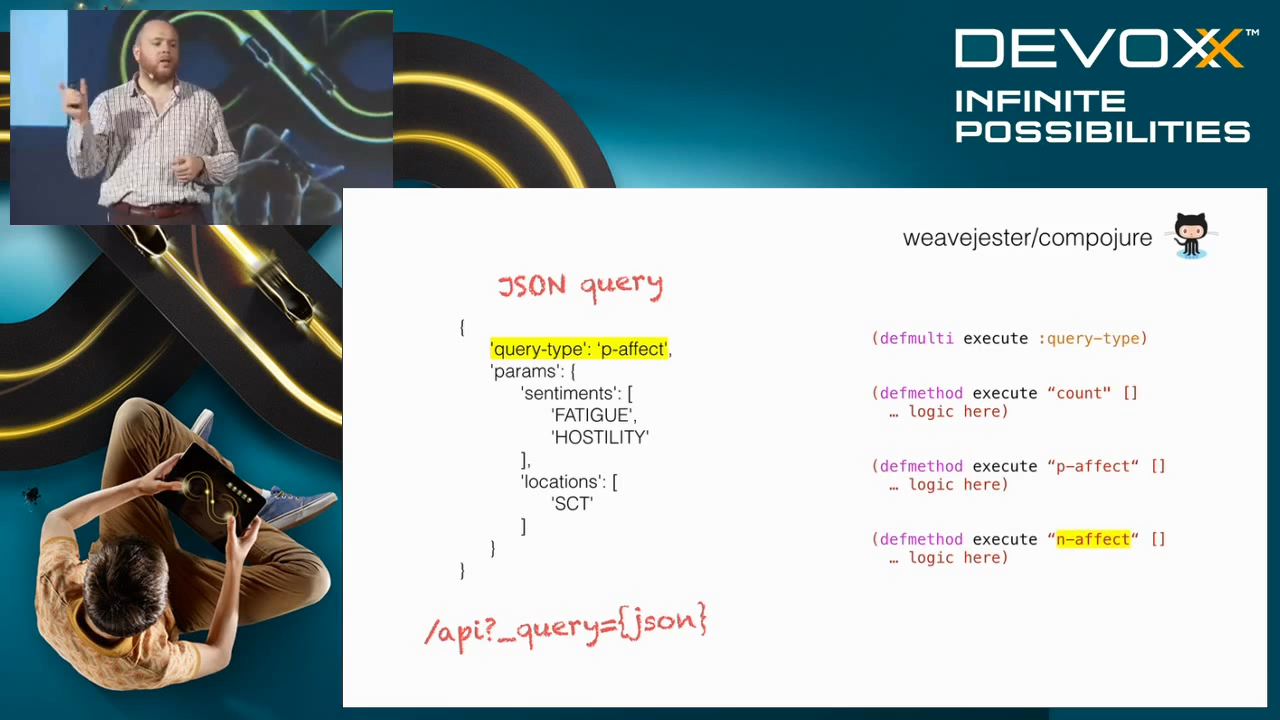 DEVOXX™
INFINITE
POSSIBILITIES
weavejester/compojure
JSON query
{
'query-type': 'p-affect',
'params': {
'sentiments': [
'FATIGUE',
'HOSTILITY'
],
'locations': [
'SCT'
]
}
}
/api?_query={json}
(defmulti execute :query-type)
(defmethod execute “count" []
… logic here)
(defmethod execute “p-affect“ []
… logic here)
(defmethod execute “n-affect“ []
… logic here)